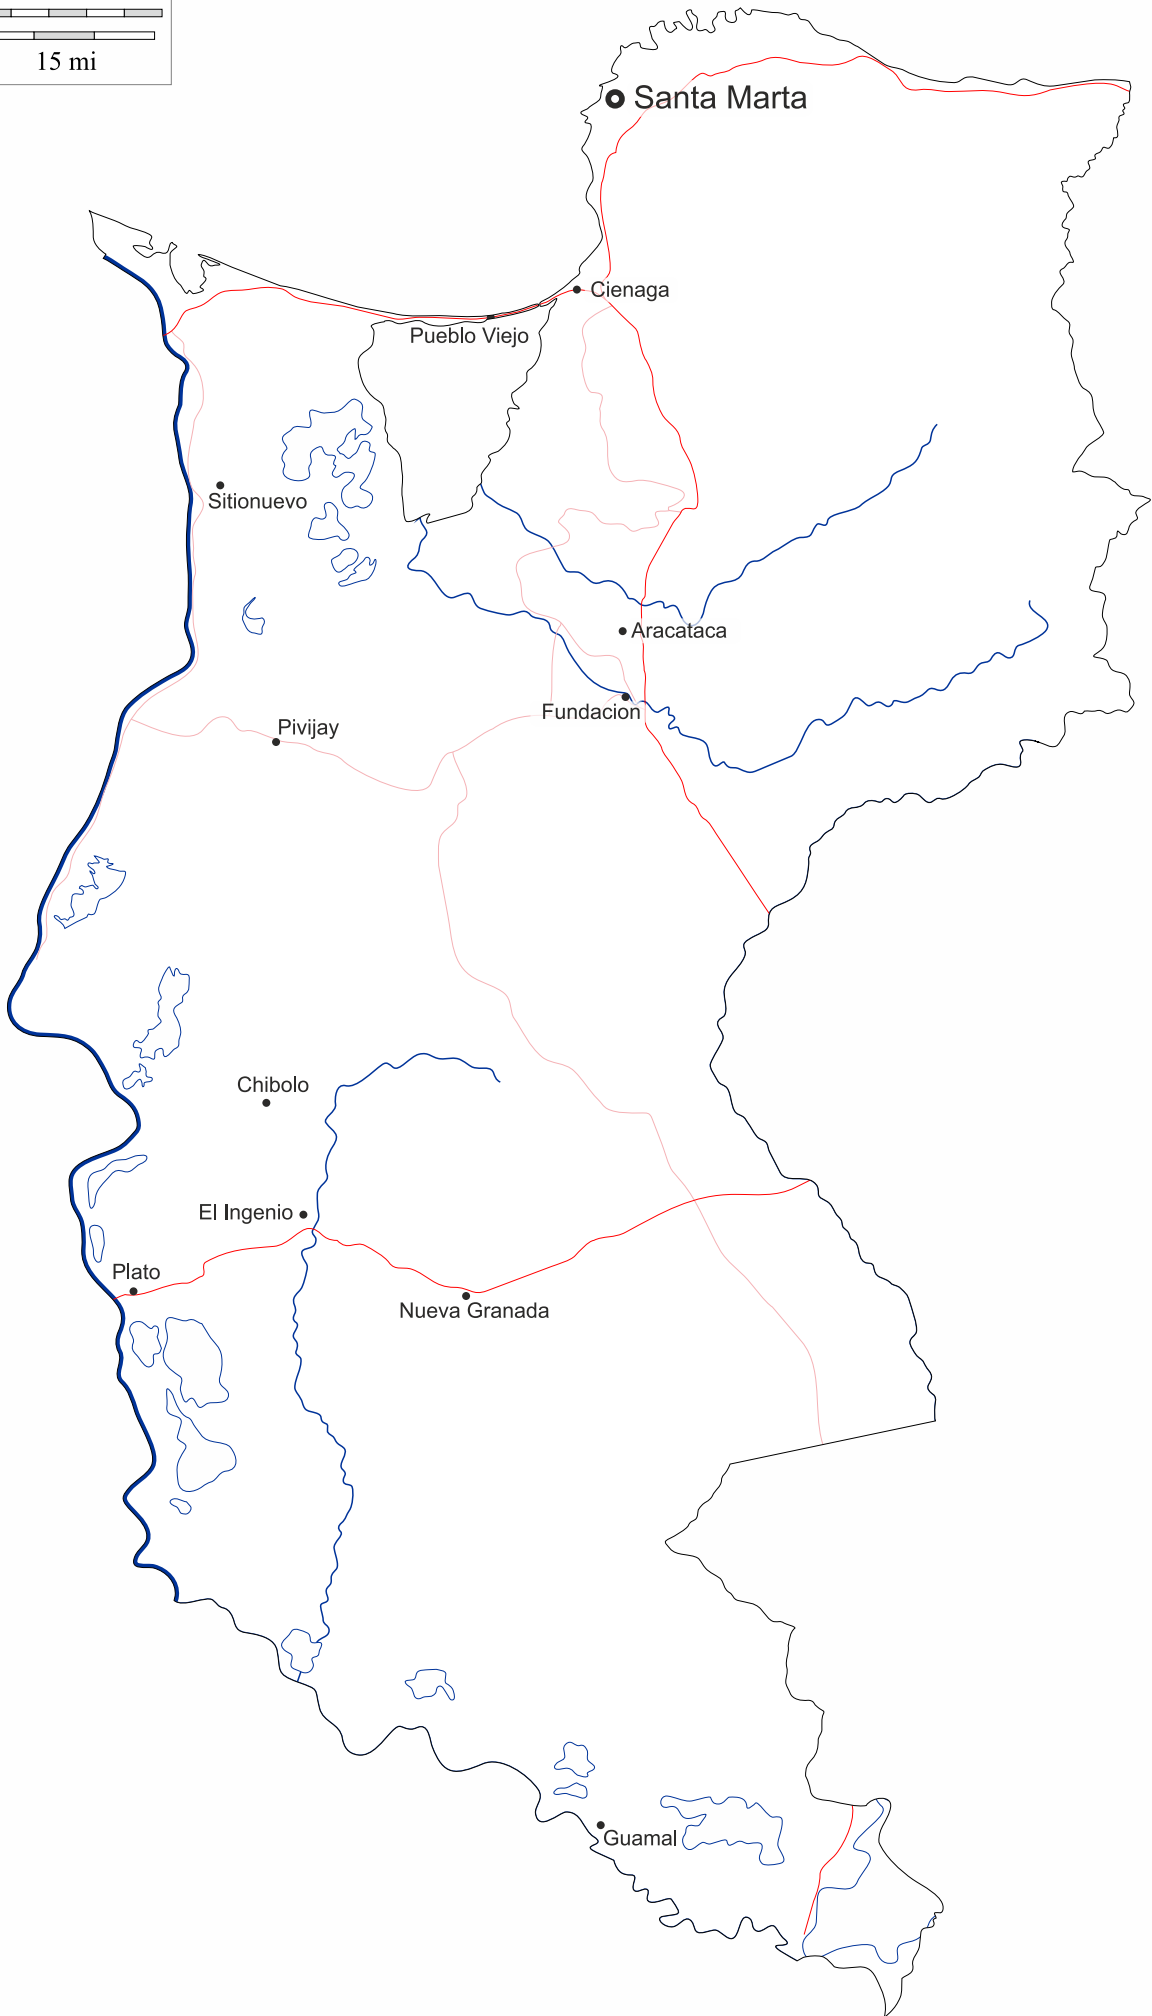 15 mi
Santa Marta
Cienaga
Pueblo Viejo
Sitionuevo
Aracataca
Fundacion
Pivijay
Chibolo
El Ingenio
Plato
Nueva Granada
Guamal